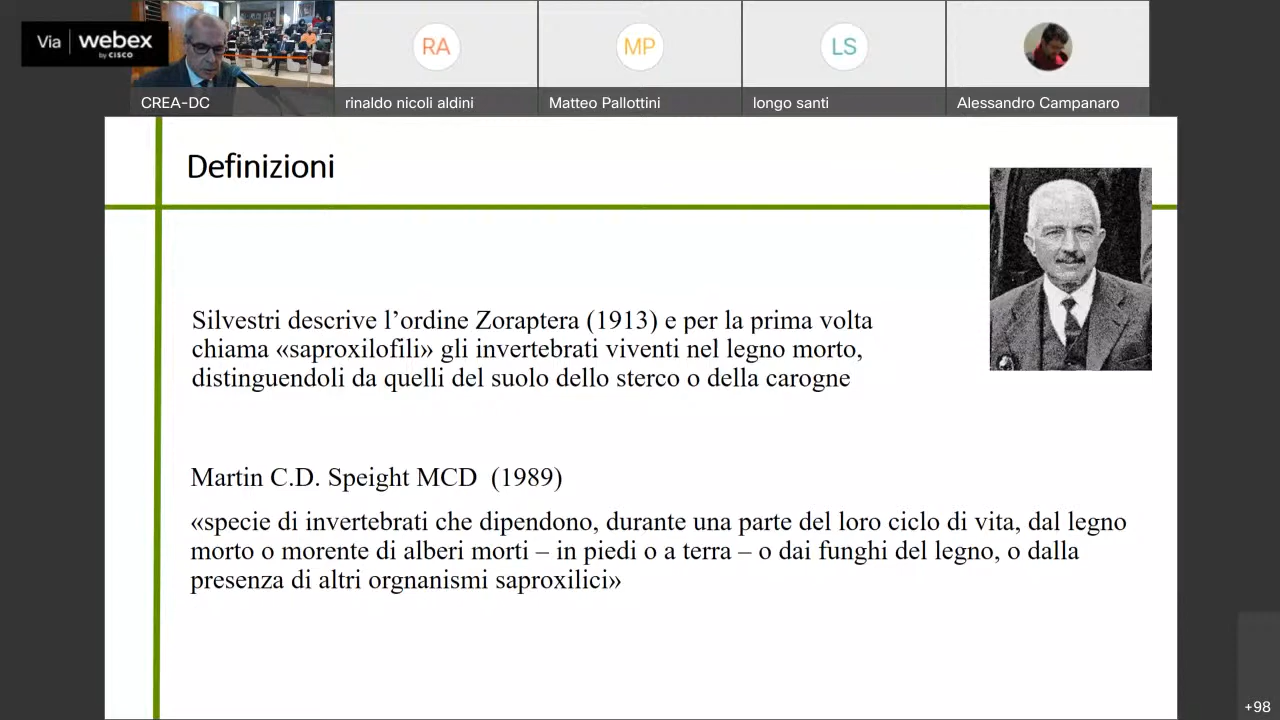 Via webex
by CISCO
RA
MP
LS
CREA-DC
rinaldo nicoli aldini
Matteo Pallottini
longo santi
Alessandro Campanaro
Definizioni
Silvestri descrive l’ordine Zoraptera (1913) e per la prima volta
chiama «saproxilofili» gli invertebrati viventi nel legno morto,
distinguendoli da quelli del suolo dello sterco o della carogne
Martin C.D. Speight MCD (1989)
«specie di invertebrati che dipendono, durante una parte del loro ciclo di vita, dal legno
morto o morente di alberi morti – in piedi o a terra – o dai funghi del legno, o dalla
presenza di altri orgnanismi saproxilici»
+98